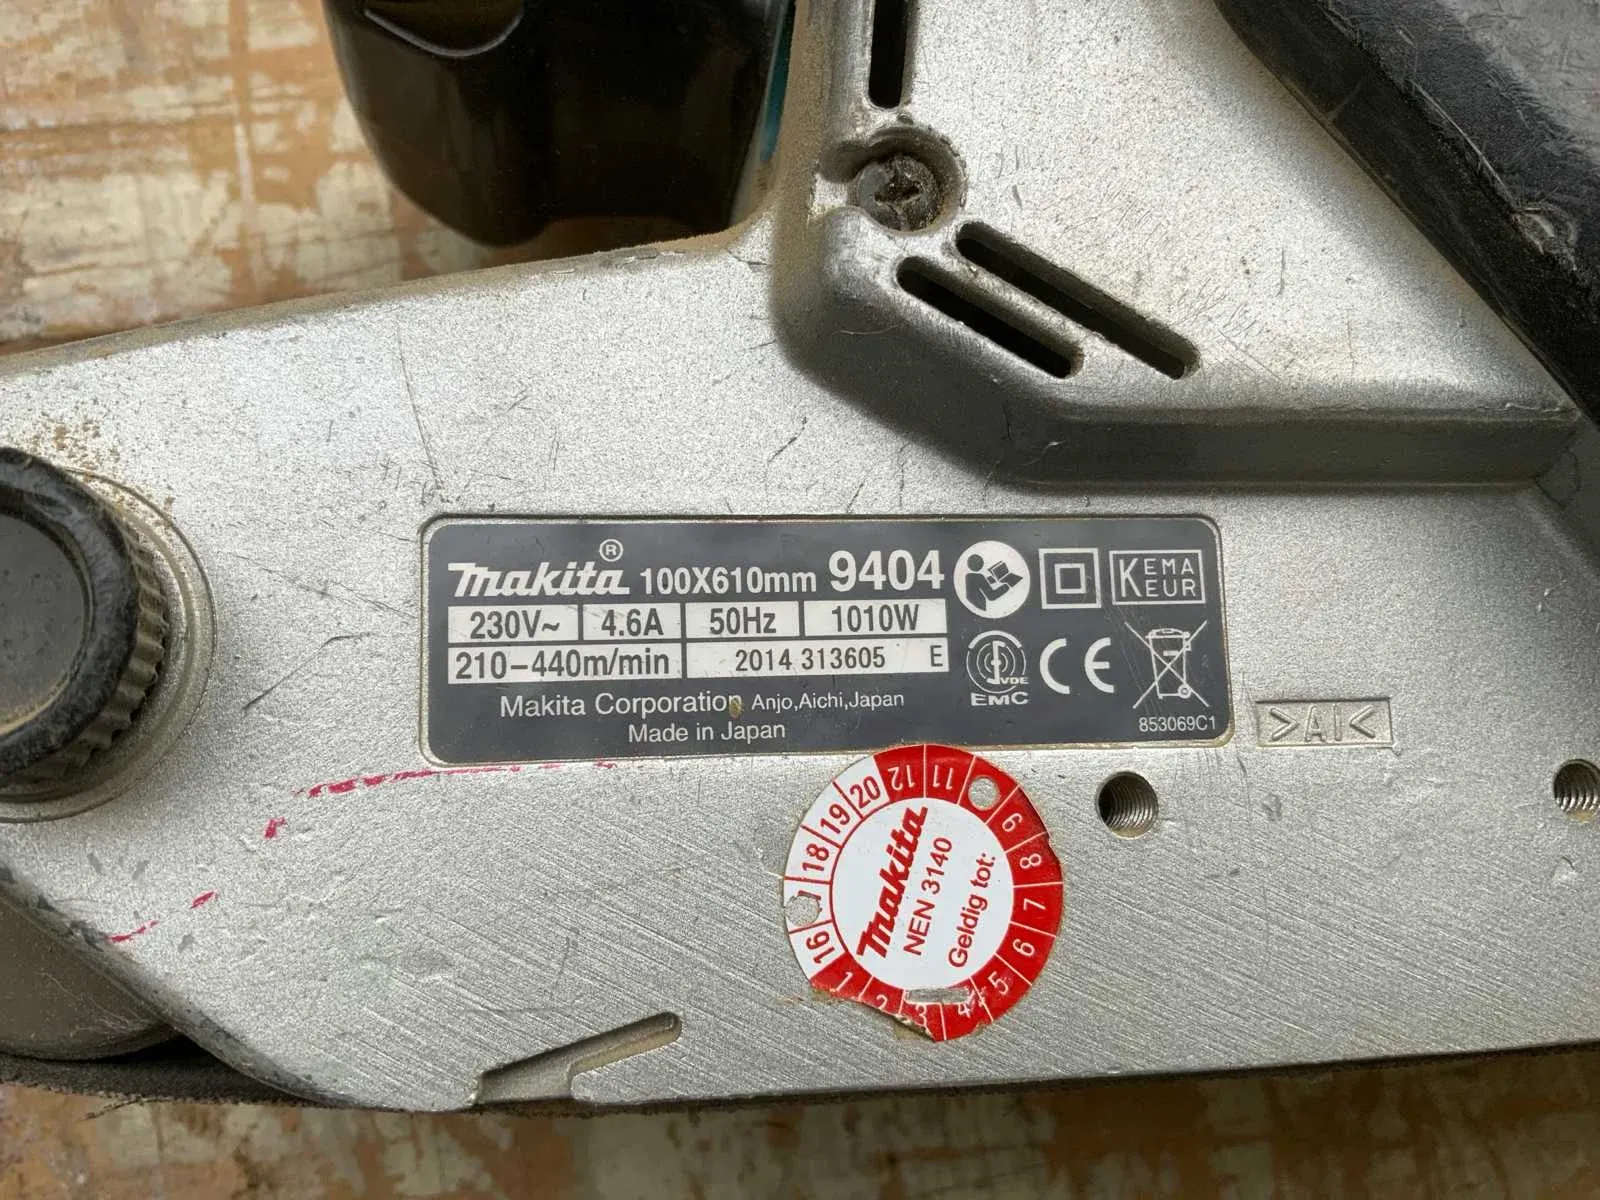 Makita® 100X610mm 9404
230V~ 4.6A 50Hz 1010W
210-440m/min 2014 313605 E
Makita Corporation Anjo,Aichi,Japan
Made in Japan
KEMA
KEUR
VDE
EMC
CE
853069C1
>AI<
Makita
NEN 3140
Geldig tot:
16 18 19 20
12 11 9 8 7 6 5 4 3 2 1